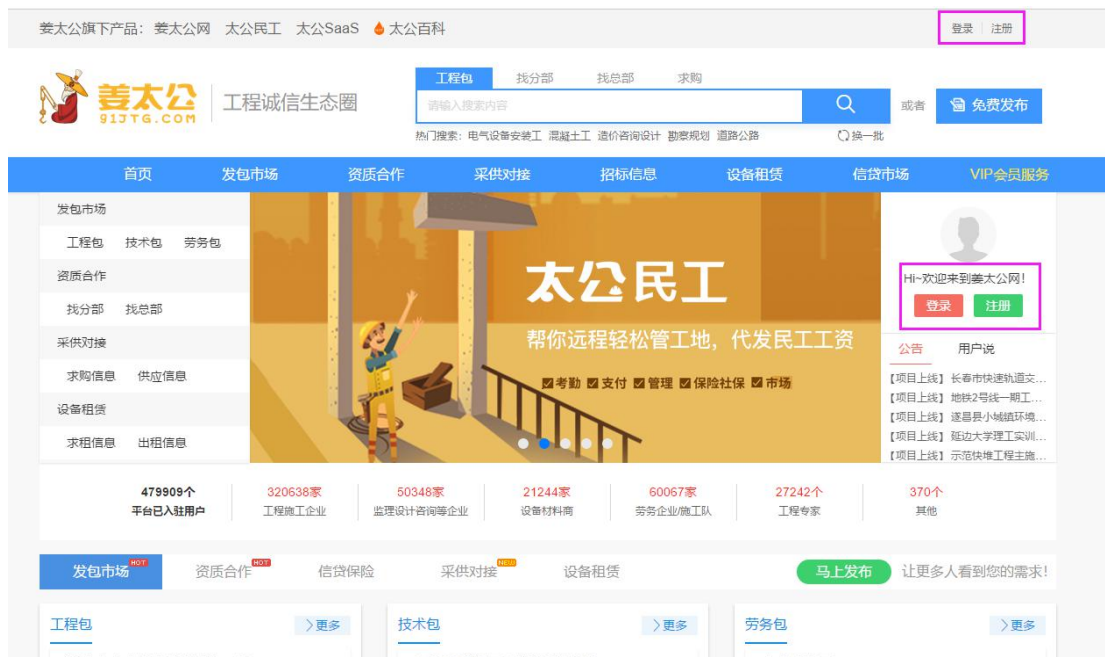 姜太公旗下产品：姜太公网 太公民工 太公SaaS 太公百科
登录 注册
姜太公
91JTG.COM
工程诚信生态圈
工程包 找分部 找总部 求购
请输入搜索内容
或者
免费发布
热门搜索：电气设备安装工 混凝土工 造价咨询设计 勘察规划 道路公路
换一批
首页 发包市场 资质合作 采供对接 招标信息 设备租赁 信贷市场 VIP会员服务
发包市场
工程包 技术包 劳务包
资质合作
找分部 找总部
采供对接
求购信息 供应信息
设备租赁
求租信息 出租信息
太公民工
帮你远程轻松管工地，代发民工工资
考勤 支付 管理 保险社保 市场
Hi~欢迎来到姜太公网！
登录 注册
公告 用户说
【项目上线】长春市快速轨道交...
【项目上线】地铁2号线一期工...
【项目上线】遂昌县小城镇环境...
【项目上线】延边大学理工实训...
【项目上线】示范快堆工程主施...
479909个 320638家 50348家 21244家 60067家 27242个 370个
平台已入驻用户 工程施工企业 监理设计咨询等企业 设备材料商 劳务企业/施工队 工程专家 其他
发包市场 HOT 资质合作 HOT 信贷保险 采供对接 NEW 设备租赁
马上发布 让更多人看到您的需求！
工程包 >更多 技术包 >更多 劳务包 >更多